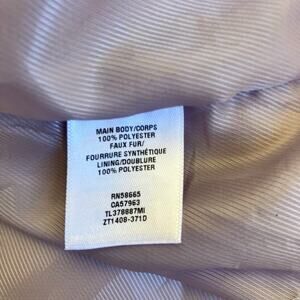 MAIN BODY/CORPS
100% POLYESTER
FAUX FUR/
FOURRURE SYNTHÉTIQUE
LINING/DOUBLURE
100% POLYESTER
RN58665
CA57963
TL378887MI
ZT1408-371D